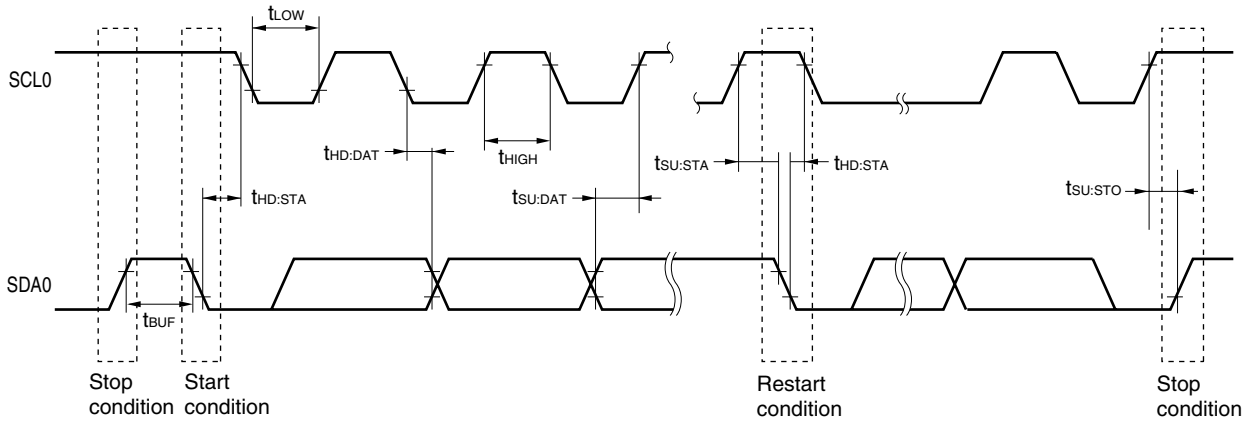 tLOW
SCL0
tHD:DAT
tHIGH
tSU:STA
tHD:STA
tHD:STA
tSU:DAT
tSU:STO
SDA0
tBUF
Stop
condition
Start
condition
Restart
condition
Stop
condition